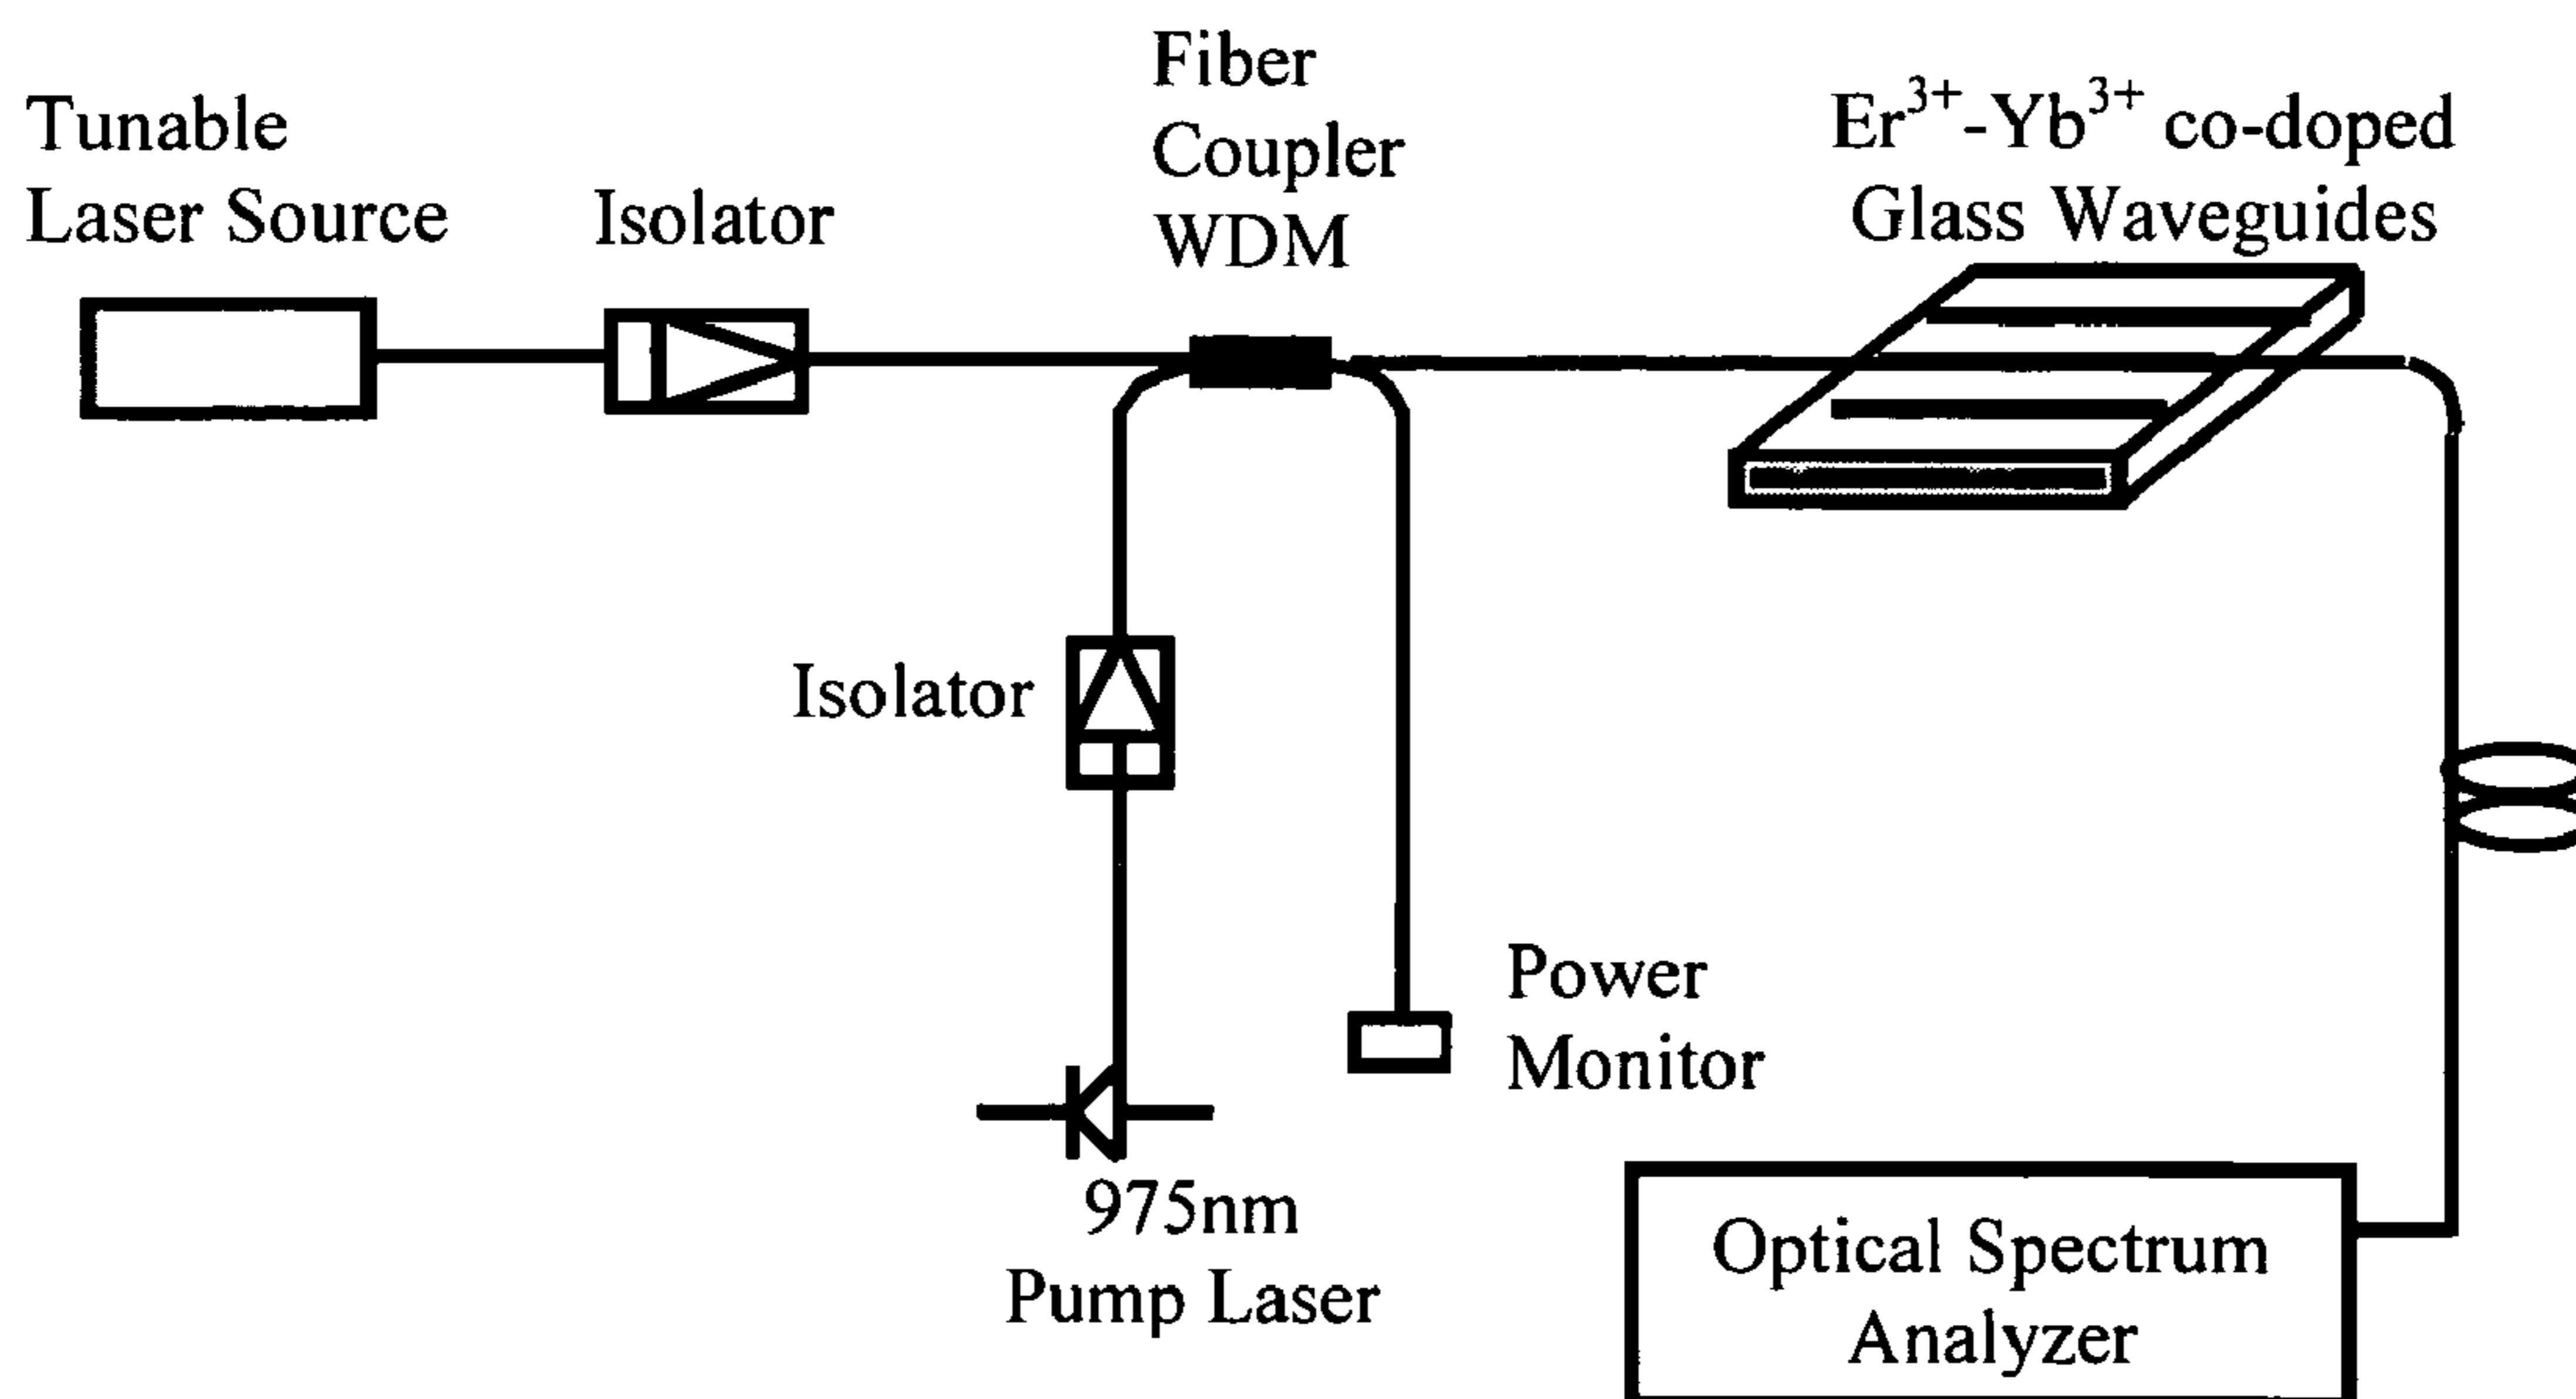 Tunable
Laser Source
Isolator
Fiber
Coupler
WDM
Er³⁺-Yb³⁺ co-doped
Glass Waveguides
Isolator
Power
Monitor
975nm
Pump Laser
Optical Spectrum
Analyzer